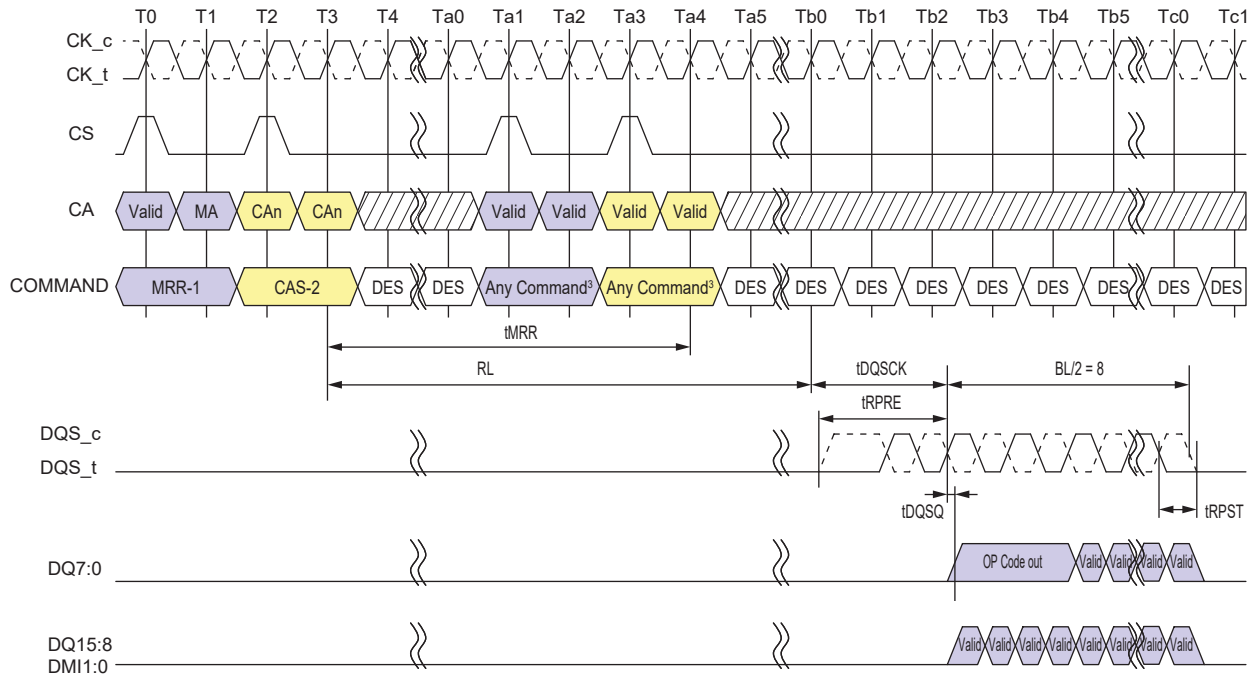 T0 T1 T2 T3 T4 Ta0 Ta1 Ta2 Ta3 Ta4 Ta5 Tb0 Tb1 Tb2 Tb3 Tb4 Tb5 Tc0 Tc1
CK_c
CK_t
CS
CA Valid MA CAn CAn Valid Valid Valid Valid
COMMAND MRR-1 CAS-2 DES DES Any Command³ Any Command³ DES DES DES DES DES DES DES DES DES
tMRR
RL tDQSCK BL/2 = 8
tRPRE
DQS_c
DQS_t
tDQSQ tRPST
DQ7:0 OP Code out Valid Valid Valid Valid
DQ15:8 Valid Valid Valid Valid Valid Valid Valid Valid
DMI1:0